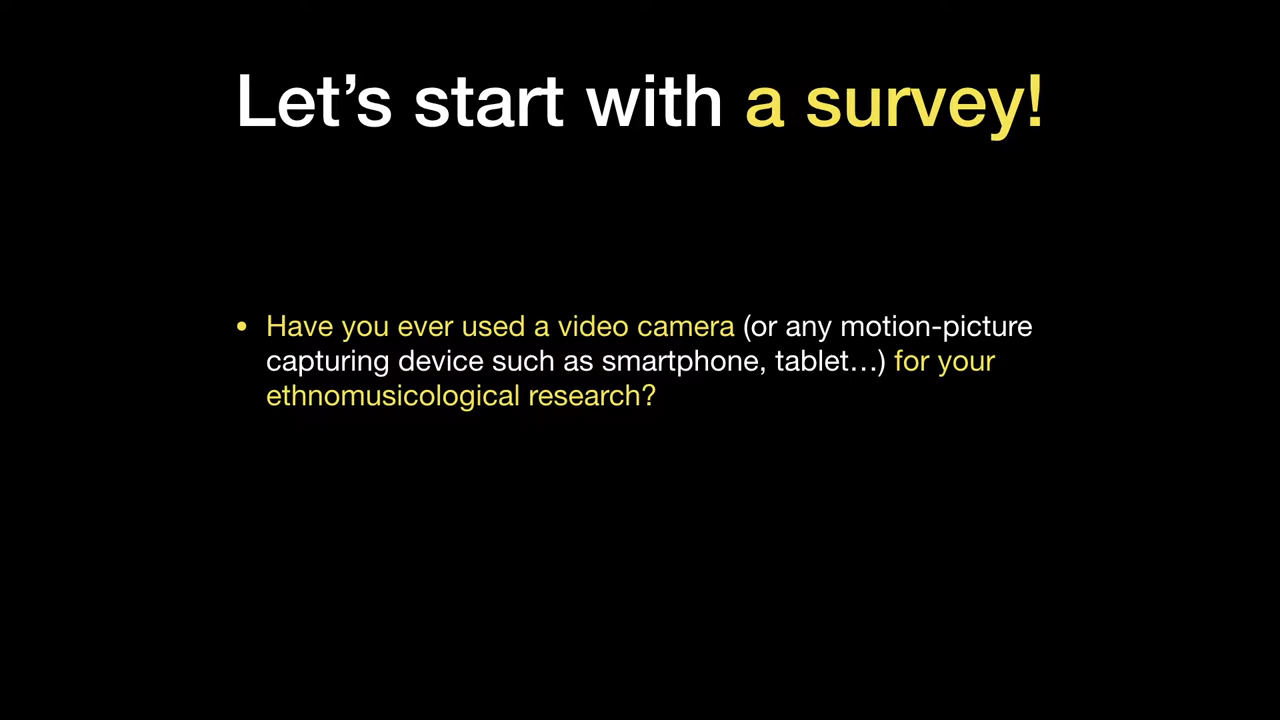 Let’s start with a survey!
• Have you ever used a video camera (or any motion-picture
capturing device such as smartphone, tablet…) for your
ethnomusicological research?